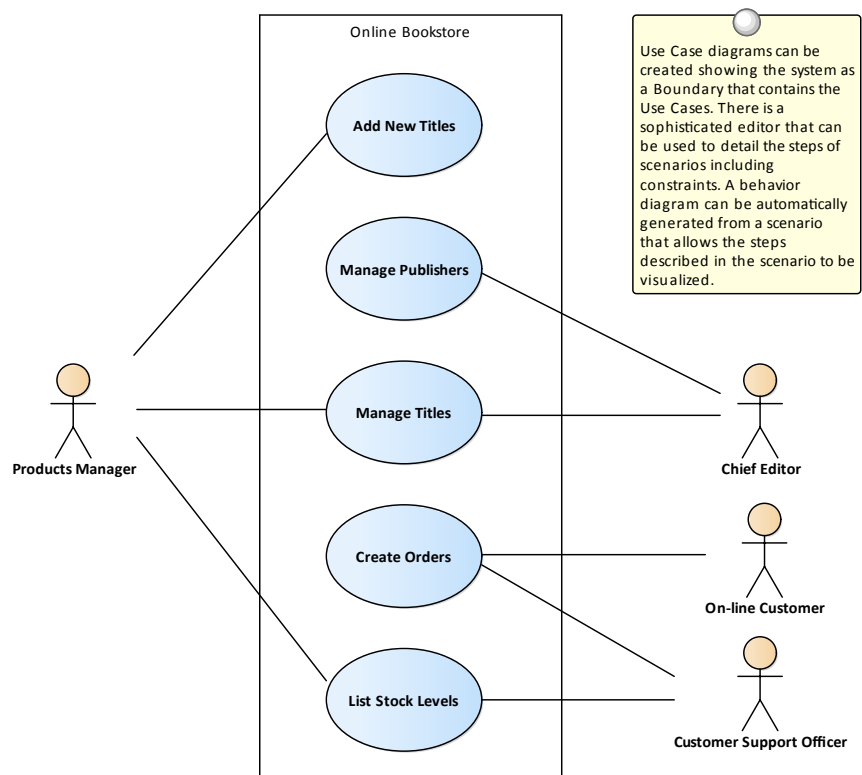 Online Bookstore
Use Case diagrams can be
created showing the system as
a Boundary that contains the
Use Cases. There is a
sophisticated editor that can
be used to detail the steps of
scenarios including
constraints. A behavior
diagram can be automatically
generated from a scenario
that allows the steps
described in the scenario to be
visualized.
Add New Titles
Manage Publishers
Manage Titles
Products Manager
Chief Editor
Create Orders
On-line Customer
List Stock Levels
Customer Support Officer